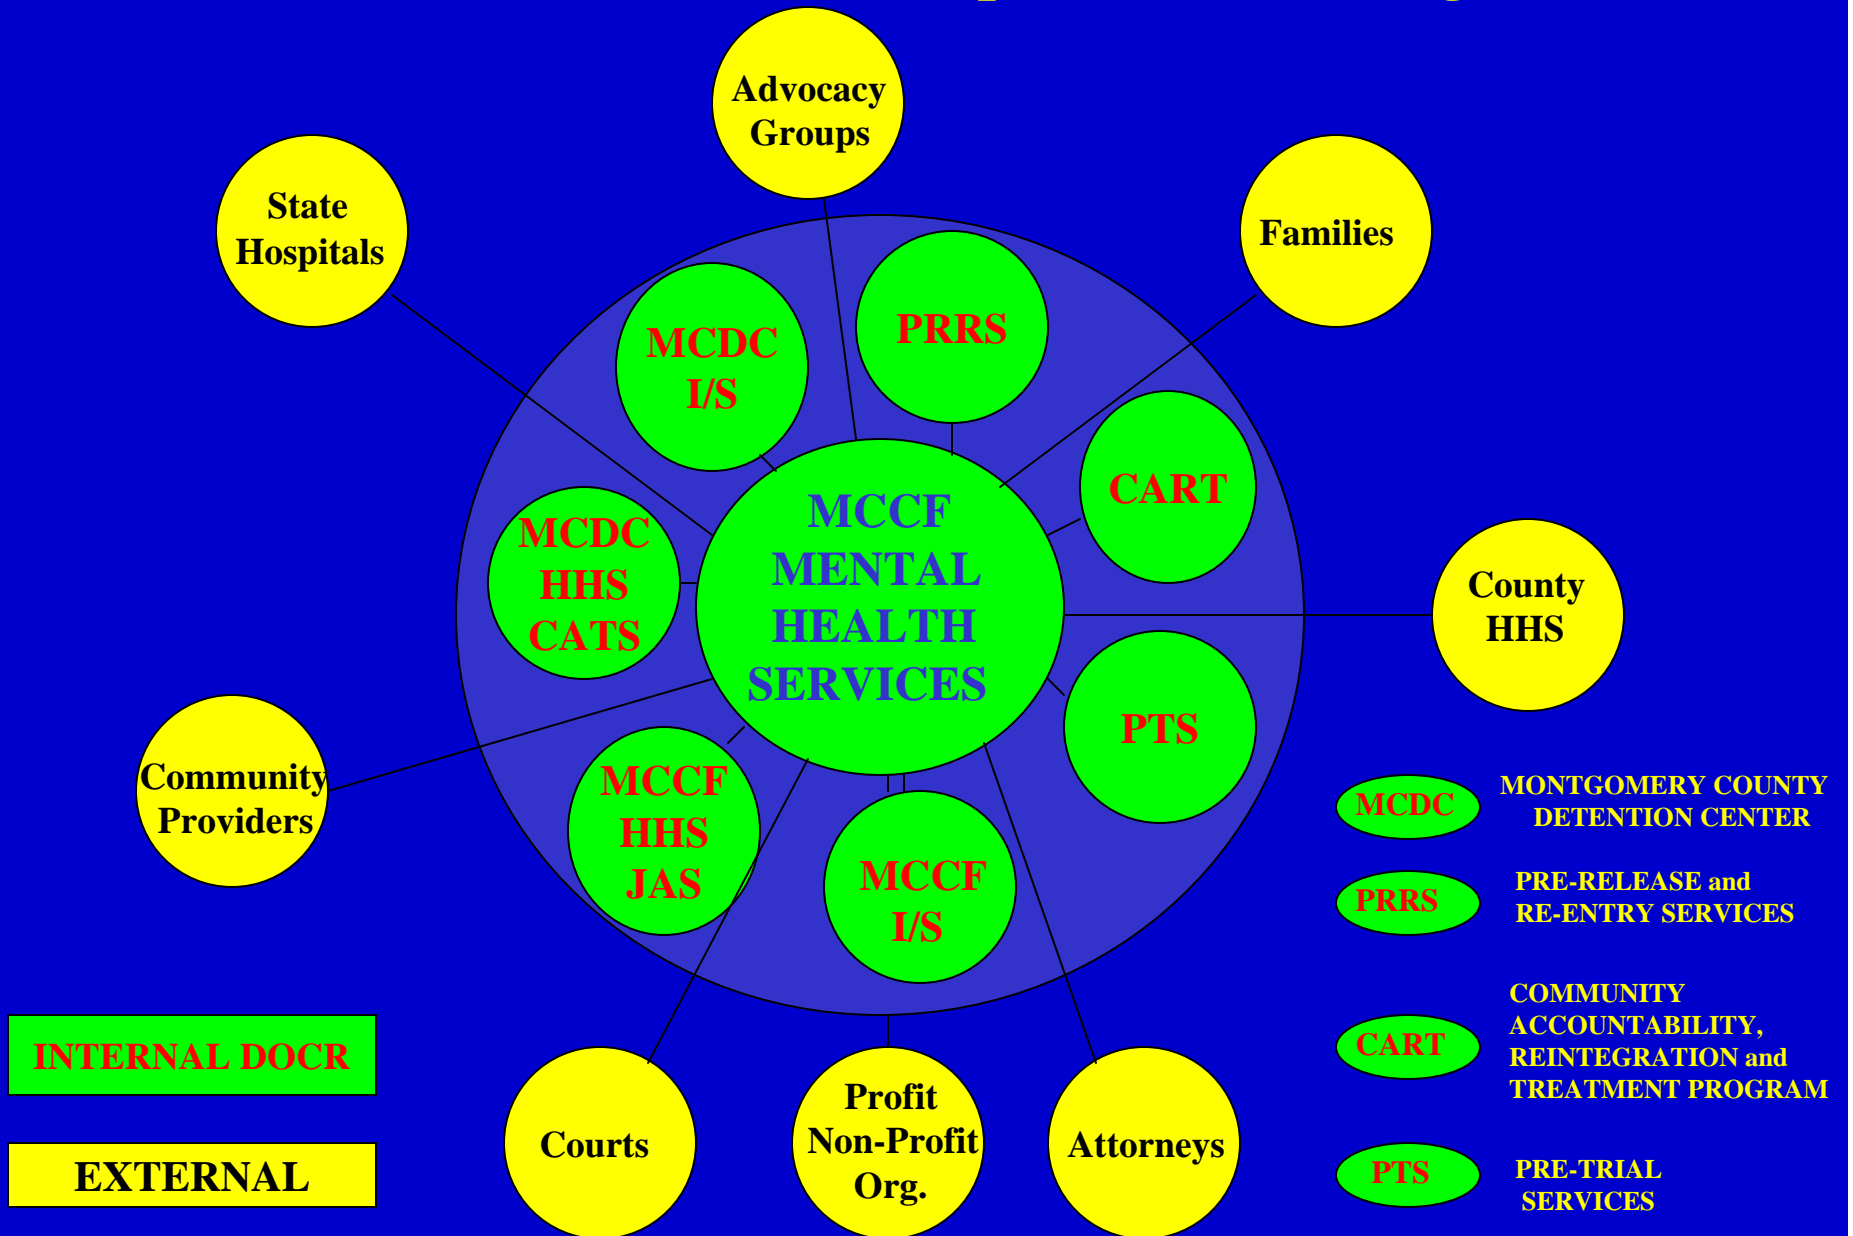 Advocacy
Groups
State
Hospitals
Families
MCDC
I/S
PRRS
CART
MCDC
HHS
CATS
MCCF
MENTAL
HEALTH
SERVICES
County
HHS
PTS
Community
Providers
MCCF
HHS
JAS
MCCF
I/S
Courts
Profit
Non-Profit
Org.
Attorneys
INTERNAL DOCR
EXTERNAL
MCDC
MONTGOMERY COUNTY
DETENTION CENTER
PRRS
PRE-RELEASE and
RE-ENTRY SERVICES
CART
COMMUNITY
ACCOUNTABILITY,
REINTEGRATION and
TREATMENT PROGRAM
PTS
PRE-TRIAL
SERVICES